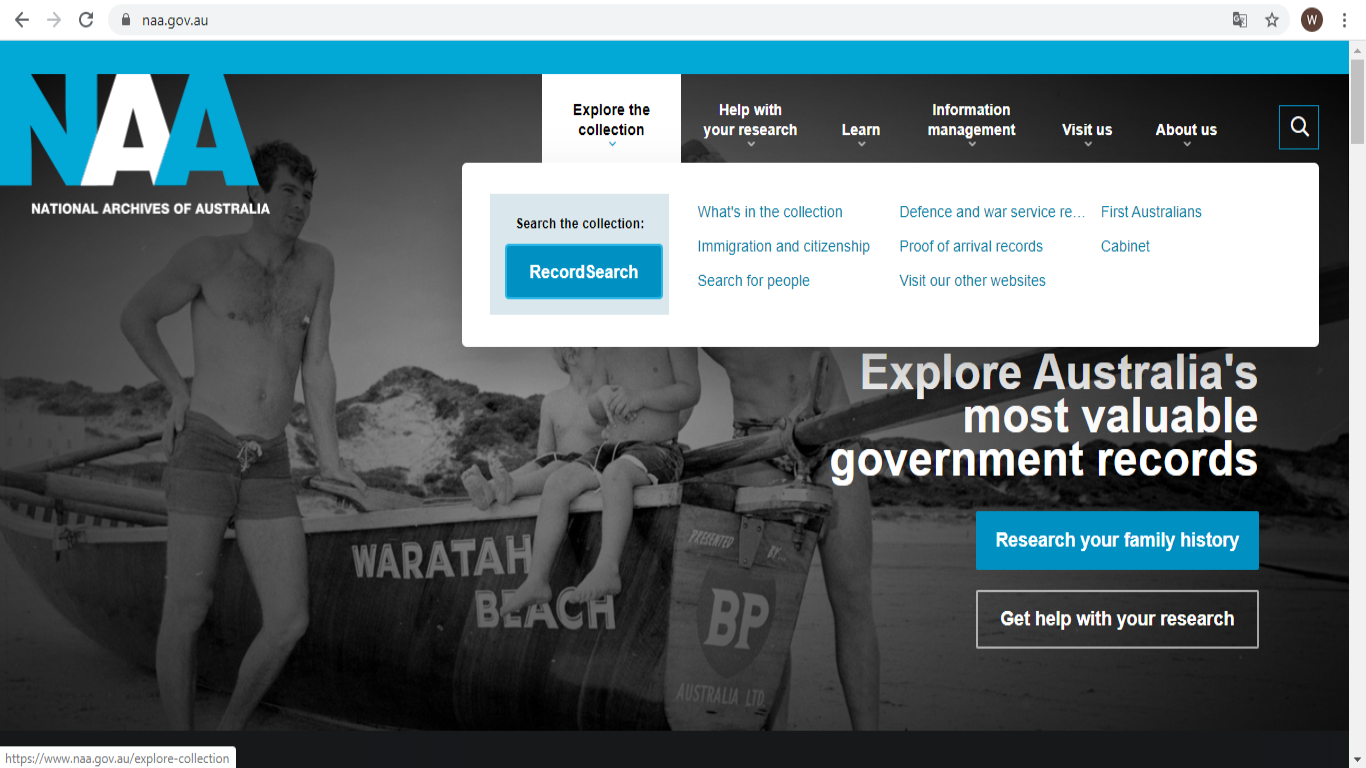 naa.gov.au
W
NAA
NATIONAL ARCHIVES OF AUSTRALIA
Explore the
collection
Help with
your research
Learn
Information
management
Visit us
About us
Search the collection:
RecordSearch
What's in the collection
Defence and war service re...
First Australians
Immigration and citizenship
Proof of arrival records
Cabinet
Search for people
Visit our other websites
Explore Australia's
most valuable
government records
Research your family history
Get help with your research
WARATAH
BEACH
PRESENTED BY
BP
AUSTRALIA LTD.
https://www.naa.gov.au/explore-collection